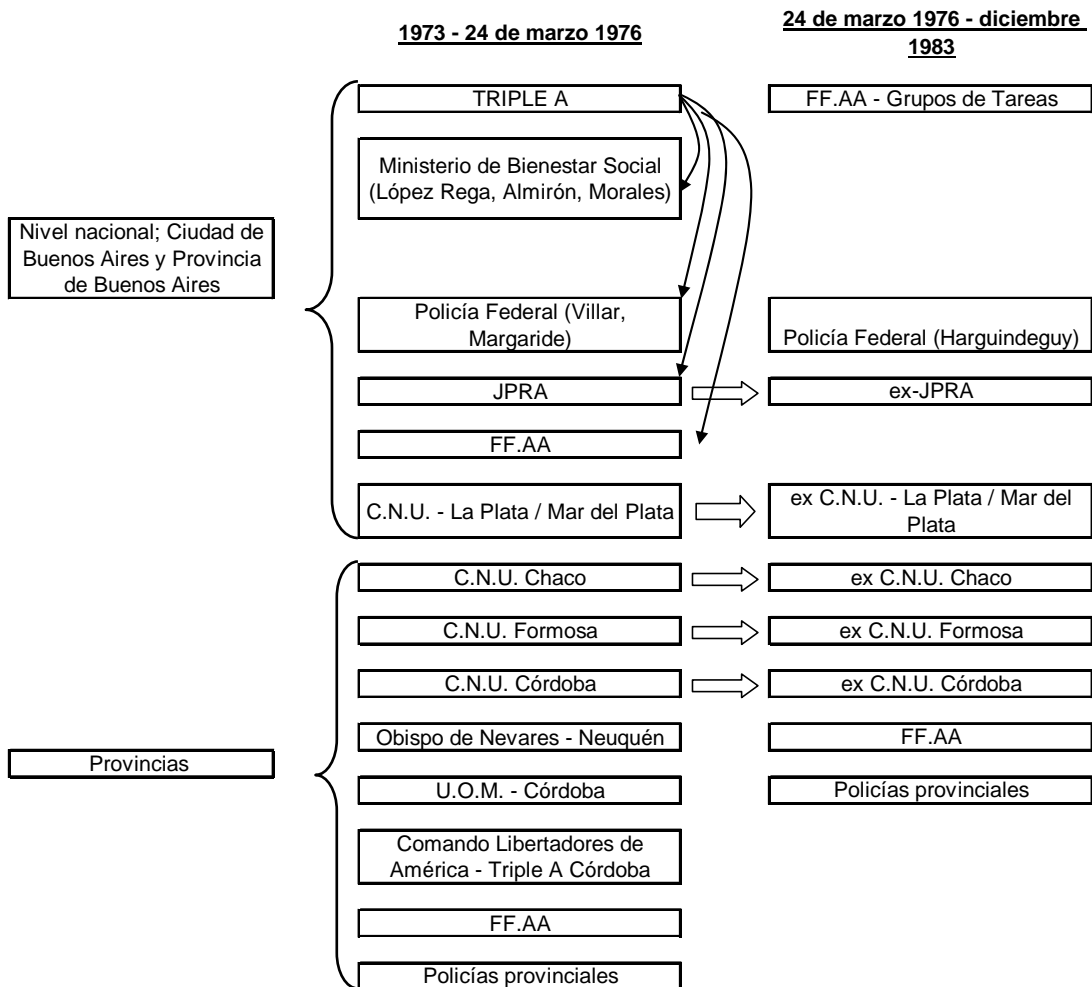 1973 - 24 de marzo 1976
24 de marzo 1976 - diciembre
1983
TRIPLE A
FF.AA - Grupos de Tareas
Ministerio de Bienestar Social
(López Rega, Almirón, Morales)
Nivel nacional; Ciudad de
Buenos Aires y Provincia
de Buenos Aires
Policía Federal (Villar,
Margaride)
Policía Federal (Harguindeguy)
JPRA
ex-JPRA
FF.AA
C.N.U. - La Plata / Mar del Plata
ex C.N.U. - La Plata / Mar del
Plata
C.N.U. Chaco
ex C.N.U. Chaco
C.N.U. Formosa
ex C.N.U. Formosa
C.N.U. Córdoba
ex C.N.U. Córdoba
Provincias
Obispo de Nevares - Neuquén
FF.AA
U.O.M. - Córdoba
Policías provinciales
Comando Libertadores de
América - Triple A Córdoba
FF.AA
Policías provinciales